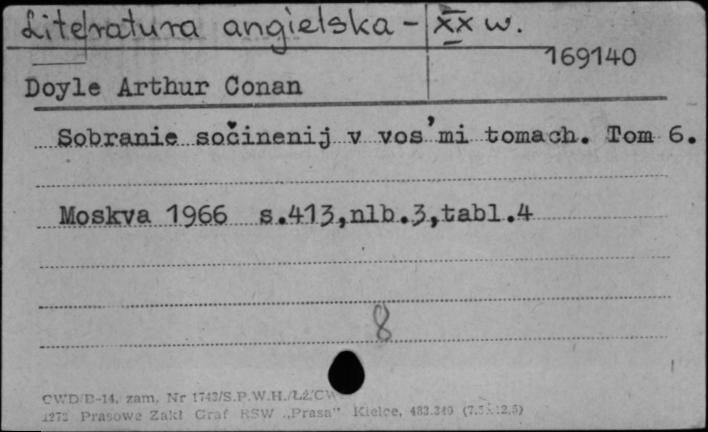 Literatura angielska - XX w.
169140
Doyle Arthur Conan
Sobranie sočinenij v vos'mi tomach. Tom 6.
Moskva 1966 s.413,nlb.3,tabl.4
8
CWD/B-14. zam. Nr 1743/S.P.W.H./
Prasowe Zakł Graf RSW „Prasa" Kielce,